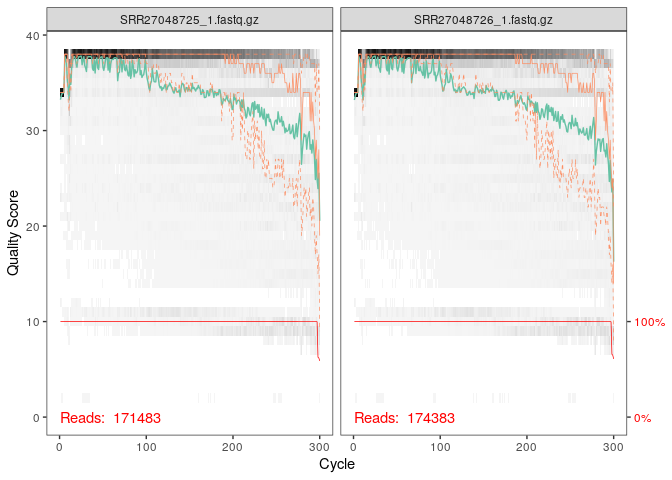 SRR27048725_1.fastq.gz
SRR27048726_1.fastq.gz
Quality Score
40
30
20
10
0
100%
0%
Reads: 171483
Reads: 174383
0 100 200 300
0 100 200 300
Cycle